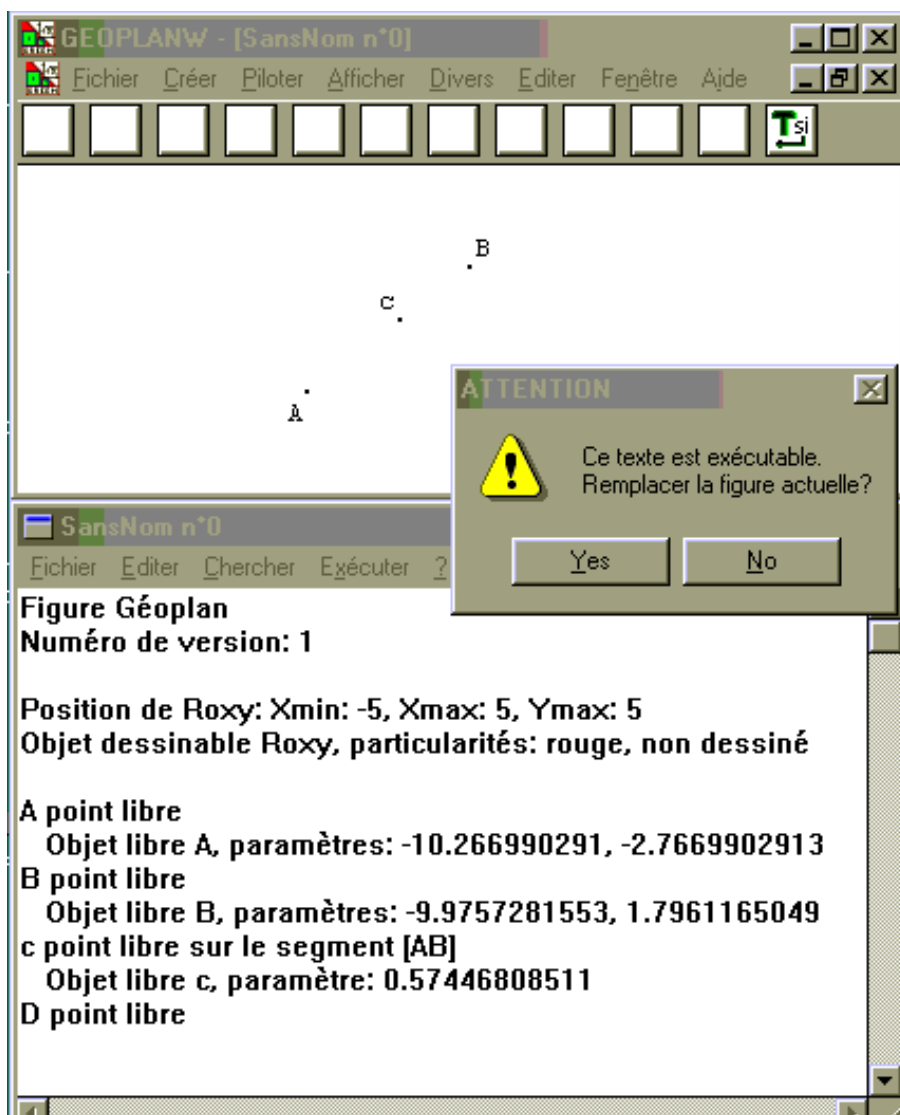 GEOPLANW - [SansNom n°0]
Fichier Créer Piloter Afficher Divers Editer Fenêtre Aide
Tsi
B
c
A
ATTENTION
Ce texte est exécutable.
Remplacer la figure actuelle?
Yes No
SansNom n°0
Fichier Editer Chercher Exécuter ?
Figure Géoplan
Numéro de version: 1
Position de Roxy: Xmin: -5, Xmax: 5, Ymax: 5
Objet dessinable Roxy, particularités: rouge, non dessiné
A point libre
Objet libre A, paramètres: -10.266990291, -2.7669902913
B point libre
Objet libre B, paramètres: -9.9757281553, 1.7961165049
c point libre sur le segment [AB]
Objet libre c, paramètre: 0.57446808511
D point libre